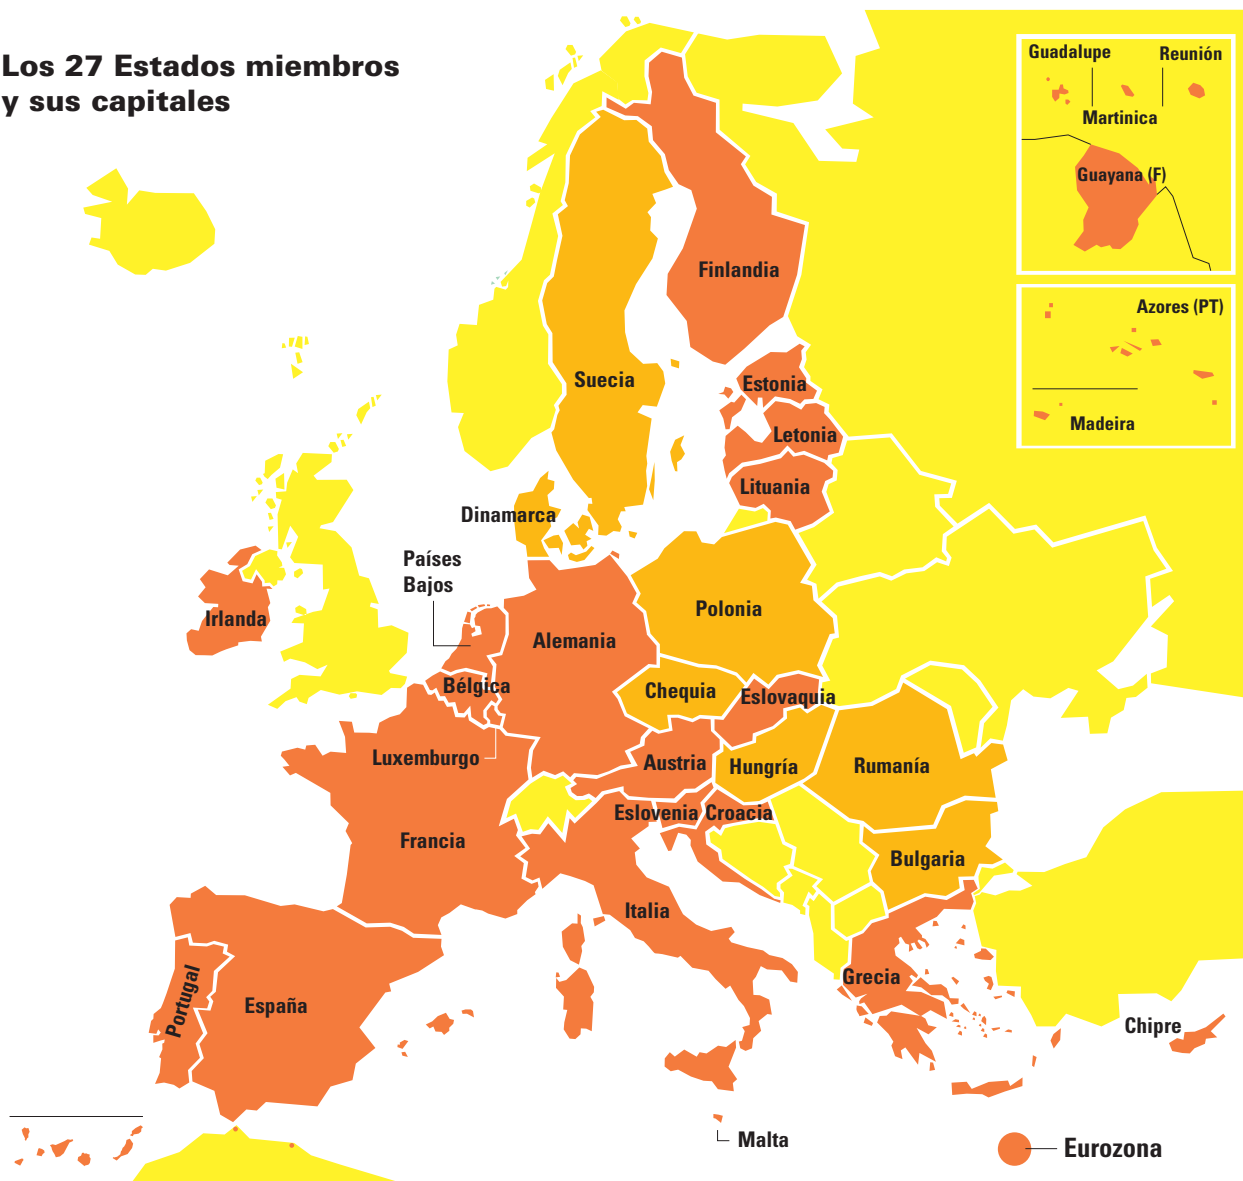 Los 27 Estados miembros
y sus capitales
Guadalupe
Reunión
Martinica
Guayana (F)
Azores (PT)
Madeira
Finlandia
Suecia
Estonia
Letonia
Lituania
Dinamarca
Países
Bajos
Irlanda
Polonia
Alemania
Bélgica
Chequia
Eslovaquia
Luxemburgo
Austria
Hungría
Rumanía
Eslovenia
Croacia
Francia
Bulgaria
Italia
Grecia
Portugal
España
Chipre
Malta
Eurozona